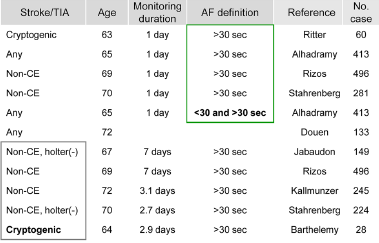 Stroke/TIA Age Monitoring duration AF definition Reference No. case
Cryptogenic 63 1 day >30 sec Ritter 60
Any 65 1 day >30 sec Alhadramy 413
Non-CE 69 1 day >30 sec Rizos 496
Non-CE 70 1 day >30 sec Stahrenberg 281
Any 65 1 day <30 and >30 sec Alhadramy 413
Any 72 Douen 133
Non-CE, holter(-) 67 7 days >30 sec Jabaudon 149
Non-CE 69 7 days >30 sec Rizos 496
Non-CE 72 3.1 days >30 sec Kallmunzer 245
Non-CE, holter(-) 70 2.7 days >30 sec Stahrenberg 224
Cryptogenic 64 2.9 days >30 sec Barthelemy 28